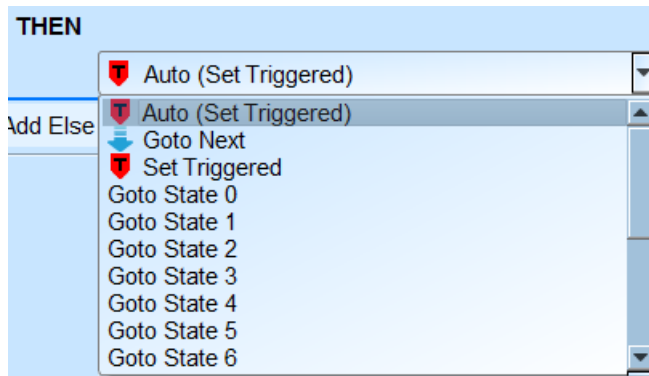 THEN
T Auto (Set Triggered)
T Auto (Set Triggered)
Add Else
Goto Next
T Set Triggered
Goto State 0
Goto State 1
Goto State 2
Goto State 3
Goto State 4
Goto State 5
Goto State 6